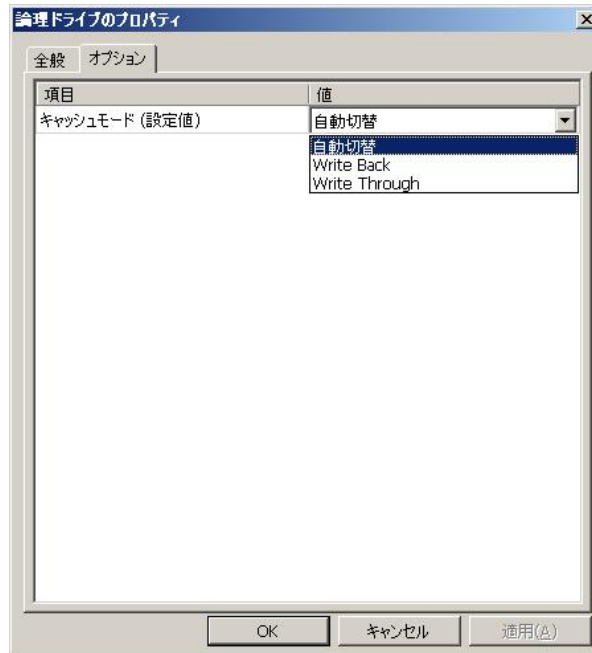 論理ドライブのプロパティ
全般 オプション
項目 値
キャッシュモード (設定値) 自動切替
自動切替
Write Back
Write Through
OK キャンセル 適用(A)